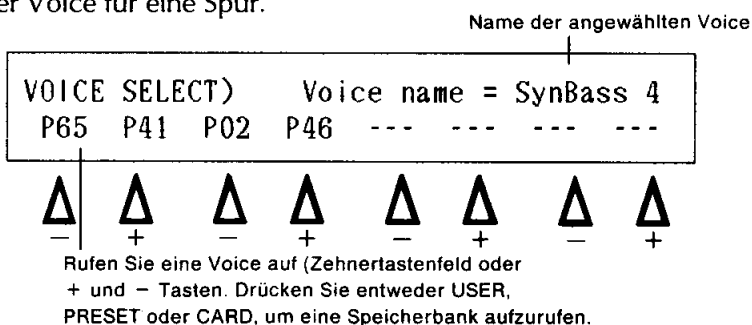 er Voice für eine Spur.
Name der angewählten Voice
VOICE SELECT) Voice name = SynBass 4
P65 P41 P02 P46 --- --- --- ---
− + − + − + − +
Rufen Sie eine Voice auf (Zehnertastenfeld oder
+ und − Tasten. Drücken Sie entweder USER,
PRESET oder CARD, um eine Speicherbank aufzurufen.